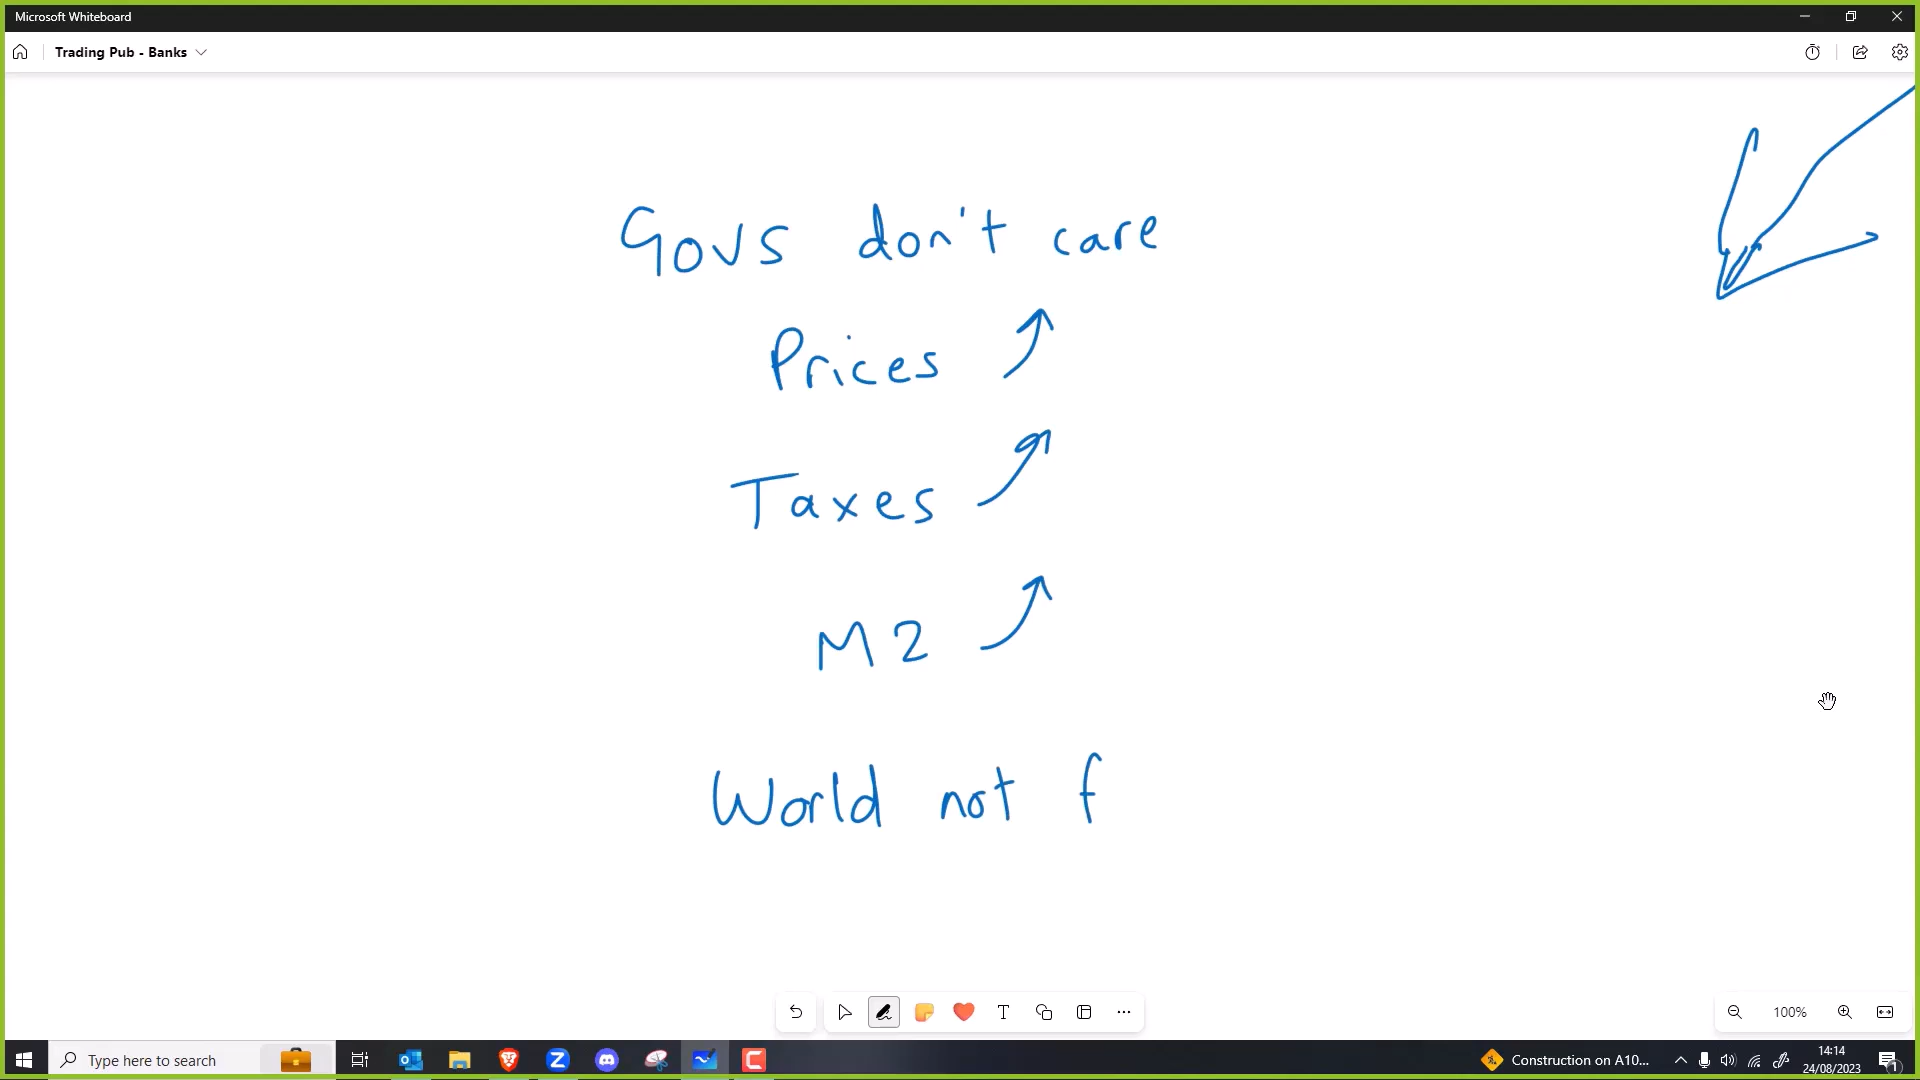 Microsoft Whiteboard
Trading Pub - Banks
Govs don't care
Prices
Taxes
M2
World not f
100%
Type here to search
Construction on A10...
14:14
24/08/2023
1